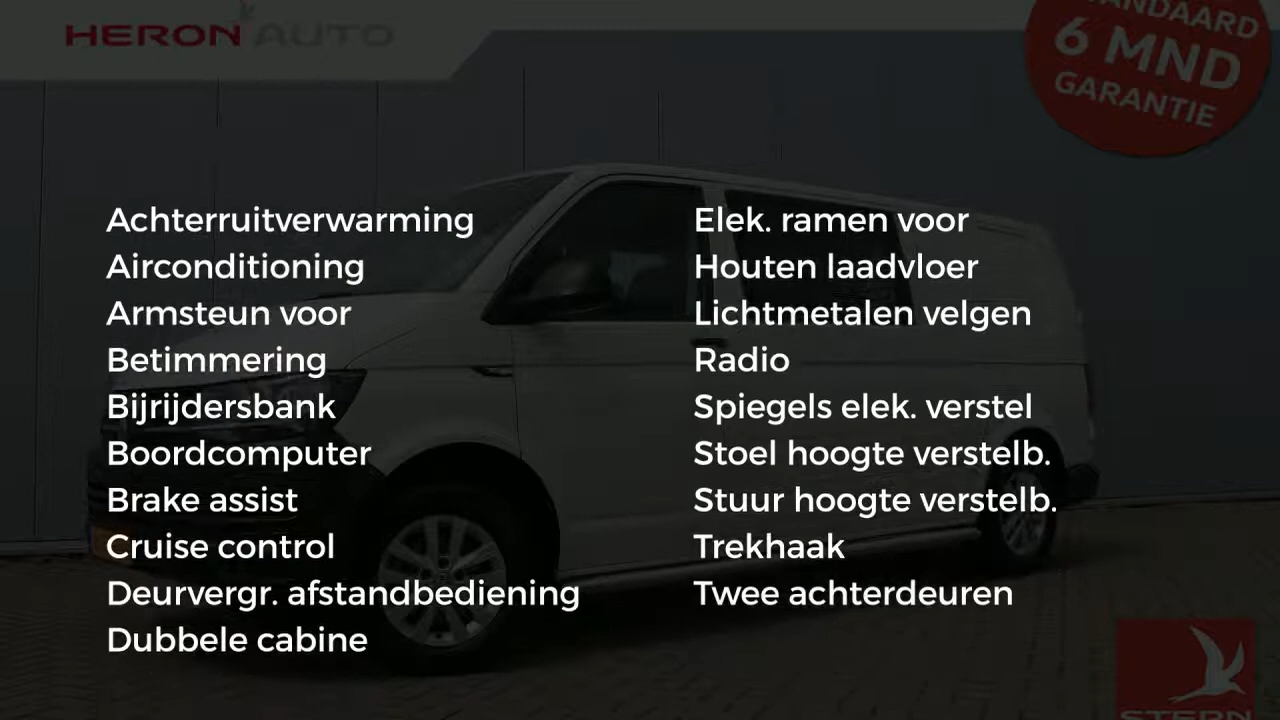 HERON AUTO
STANDAARD
6 MND
GARANTIE
Achterruitverwarming
Airconditioning
Armsteun voor
Betimmering
Bijrijdersbank
Boordcomputer
Brake assist
Cruise control
Deurvergr. afstandbediening
Dubbele cabine
Elek. ramen voor
Houten laadvloer
Lichtmetalen velgen
Radio
Spiegels elek. verstel
Stoel hoogte verstelb.
Stuur hoogte verstelb.
Trekhaak
Twee achterdeuren
STERN